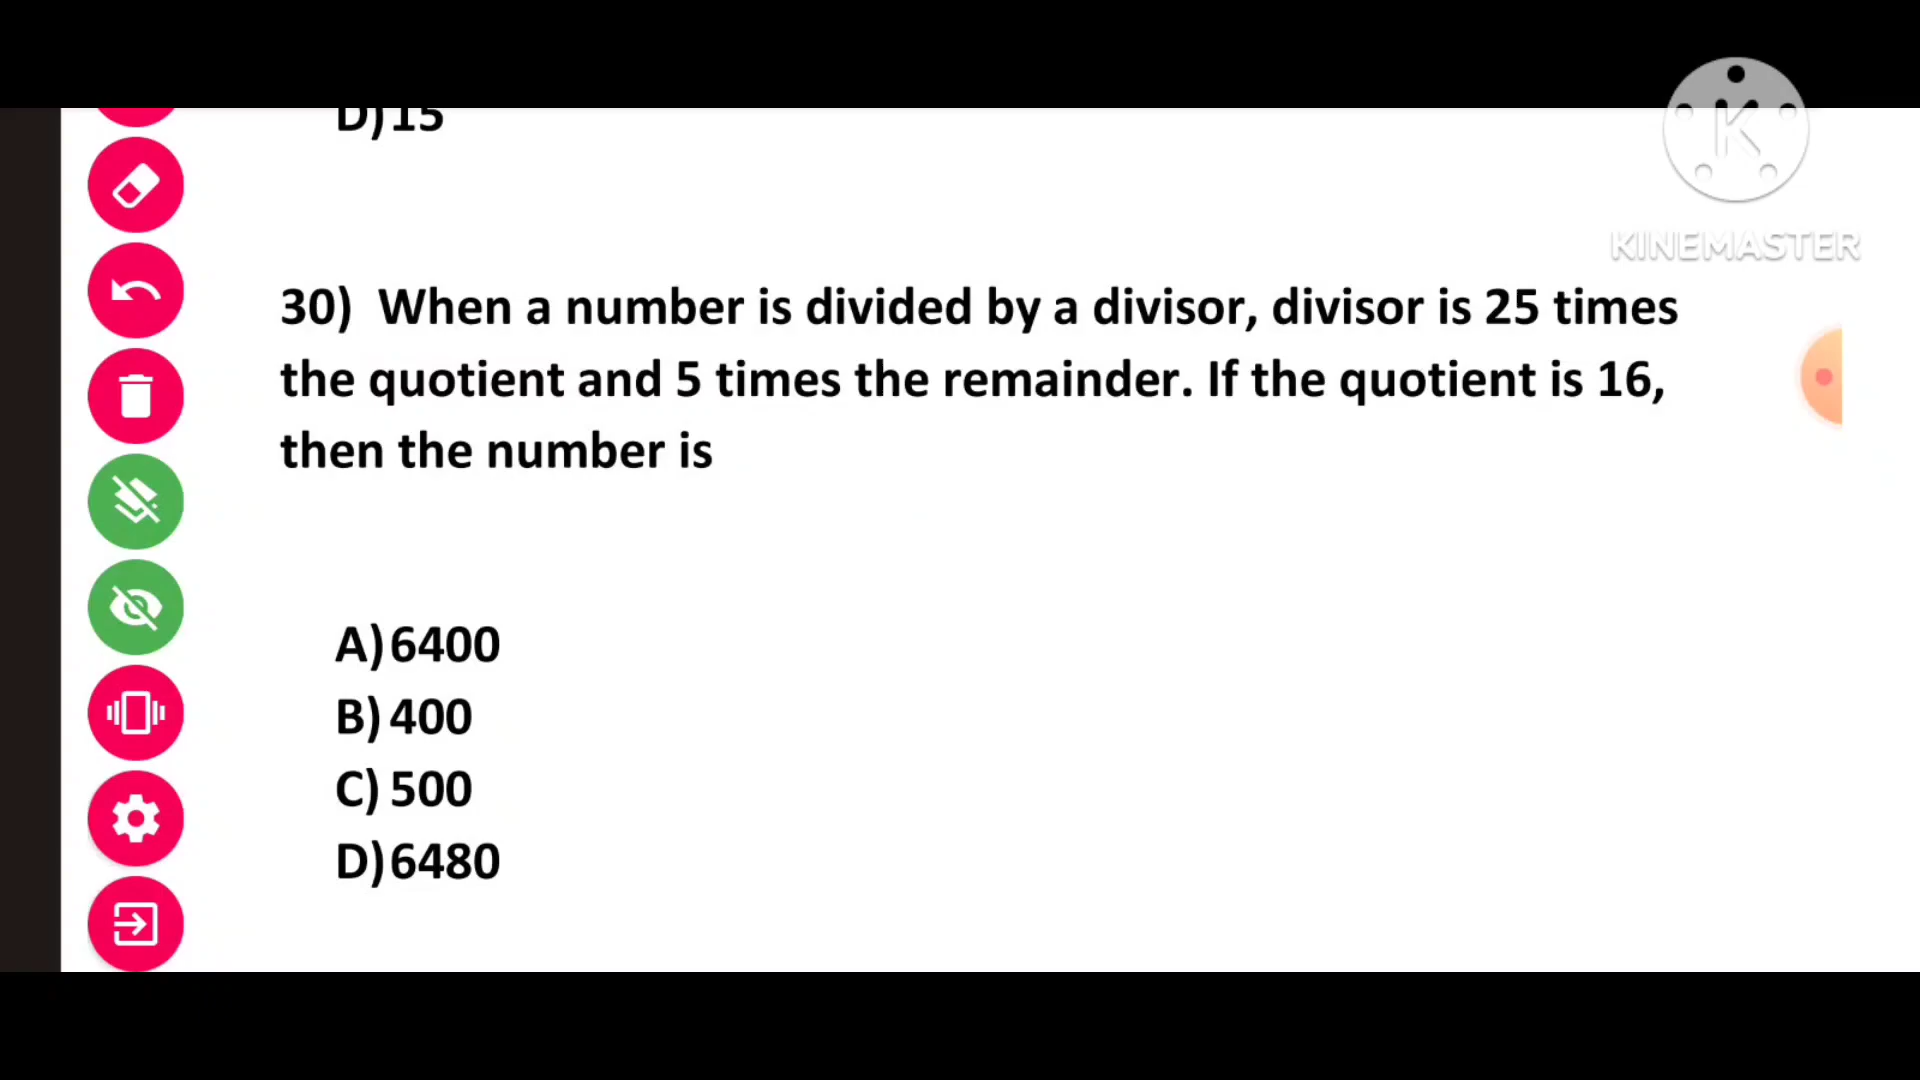 D)15
KINEMASTER
30) When a number is divided by a divisor, divisor is 25 times
the quotient and 5 times the remainder. If the quotient is 16,
then the number is
A)6400
B)400
C)500
D)6480